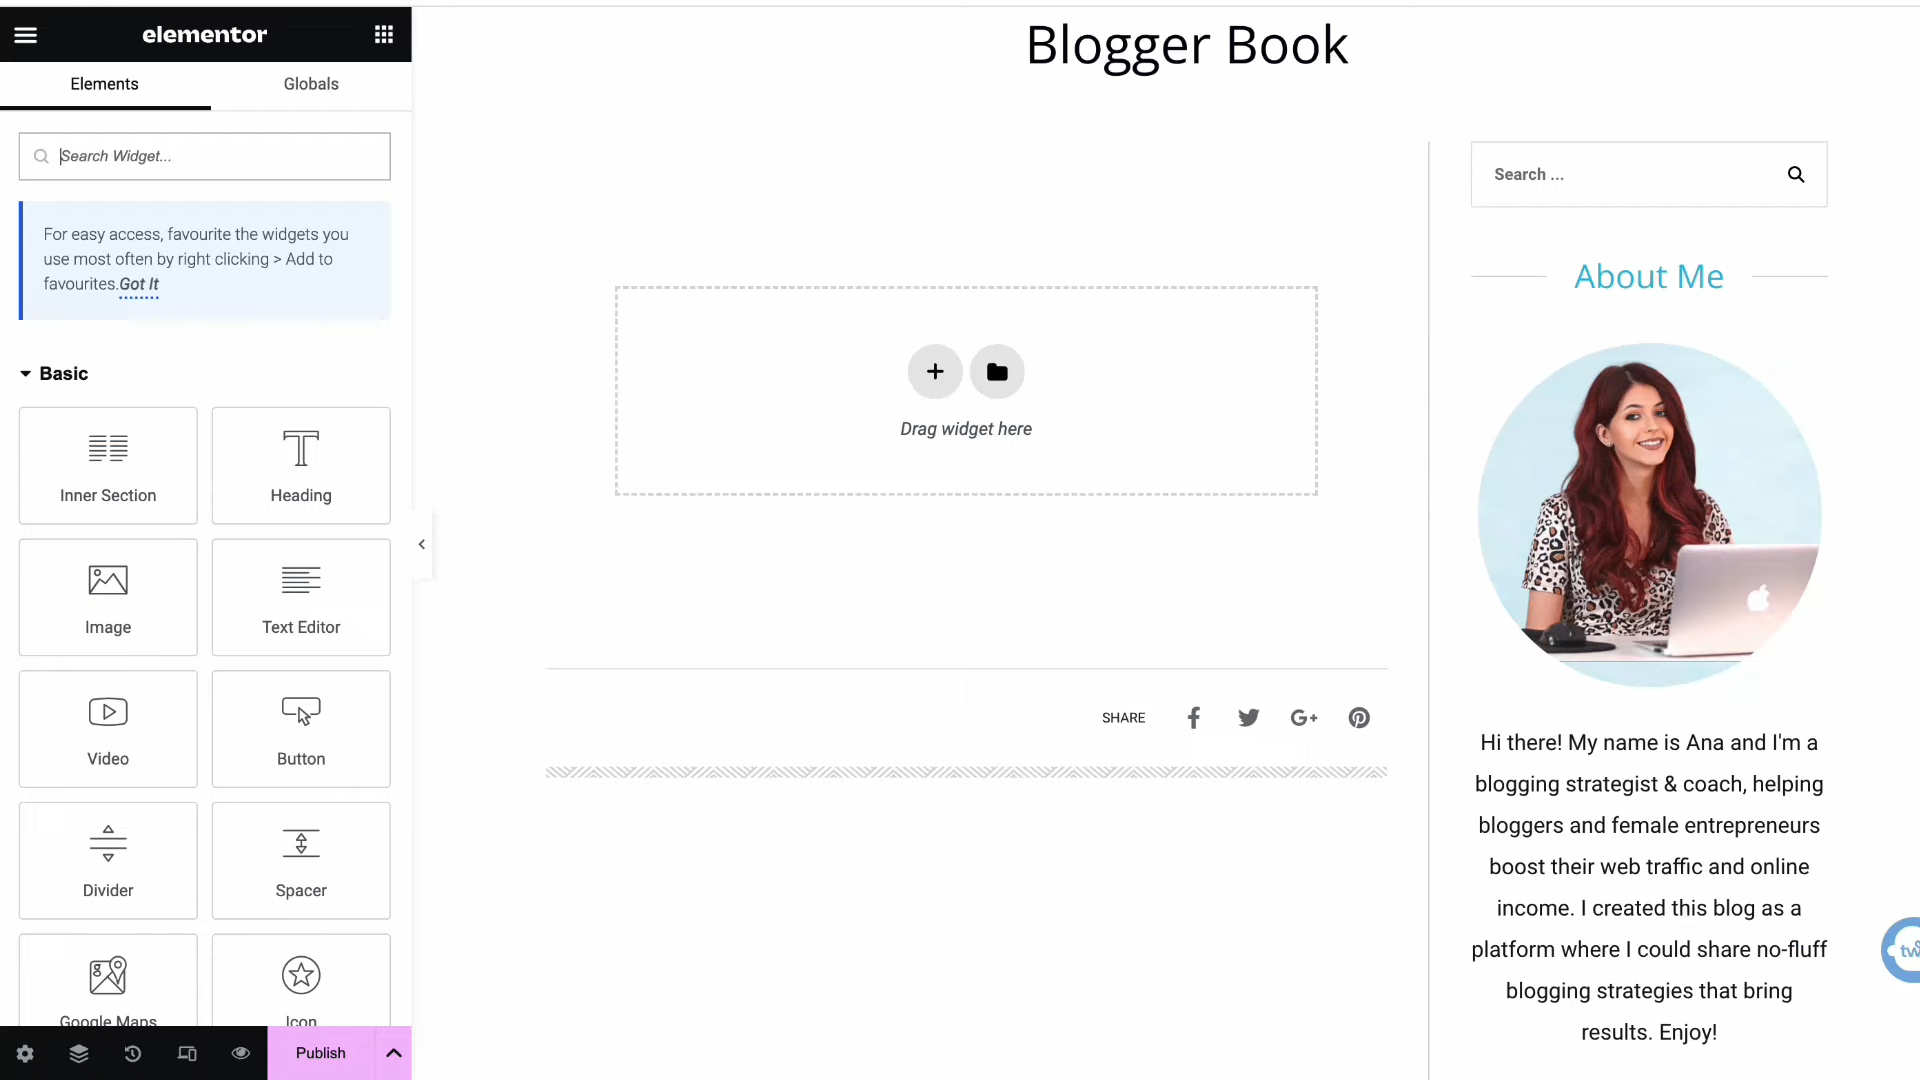 elementor
Elements
Globals
Search Widget...
For easy access, favourite the widgets you
use most often by right clicking > Add to
favourites.Got It
Basic
Inner Section
Heading
Image
Text Editor
Video
Button
Divider
Spacer
Google Maps
Icon
Publish
Blogger Book
Drag widget here
SHARE
Search ...
About Me
Hi there! My name is Ana and I'm a
blogging strategist & coach, helping
bloggers and female entrepreneurs
boost their web traffic and online
income. I created this blog as a
platform where I could share no-fluff
blogging strategies that bring
results. Enjoy!